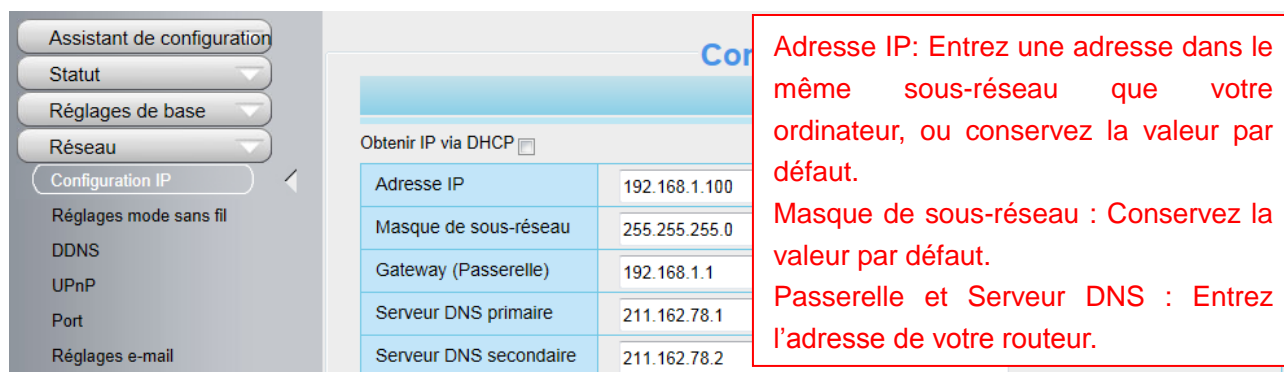 Assistant de configuration
Statut
Réglages de base
Réseau
Configuration IP
Réglages mode sans fil
DDNS
UPnP
Port
Réglages e-mail
Obtenir IP via DHCP
Adresse IP 192.168.1.100
Masque de sous-réseau 255.255.255.0
Gateway (Passerelle) 192.168.1.1
Serveur DNS primaire 211.162.78.1
Serveur DNS secondaire 211.162.78.2
Adresse IP: Entrez une adresse dans le
même sous-réseau que votre
ordinateur, ou conservez la valeur par
défaut.
Masque de sous-réseau : Conservez la
valeur par défaut.
Passerelle et Serveur DNS : Entrez
l’adresse de votre routeur.